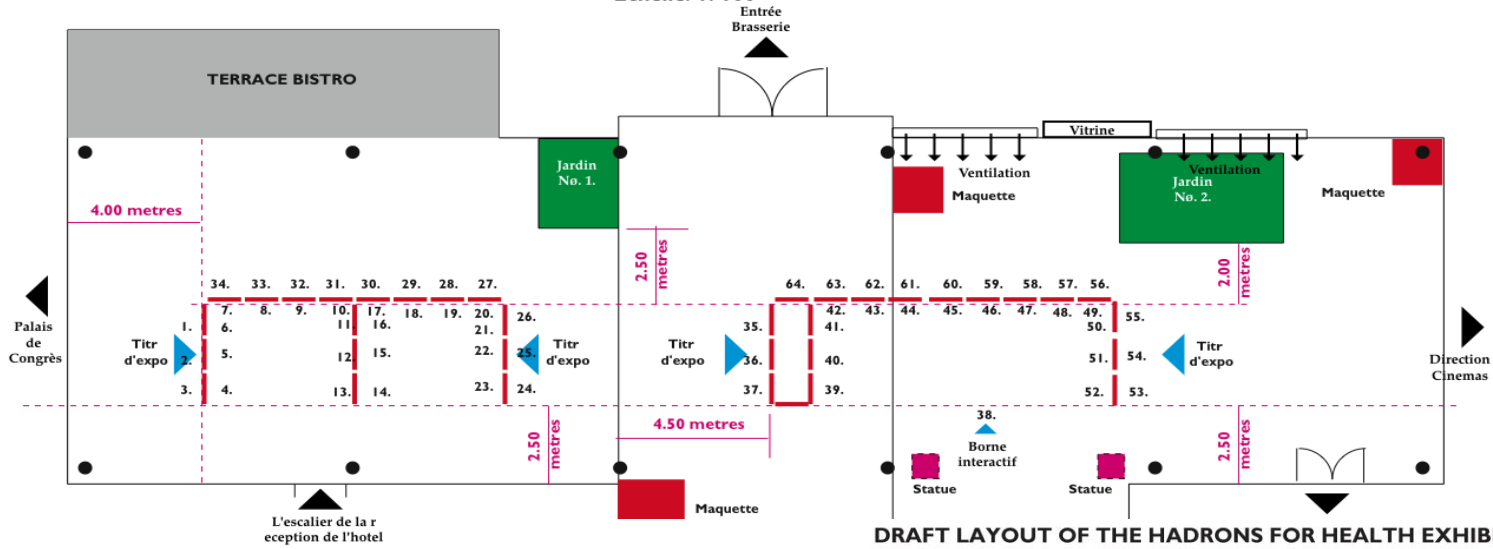 Entrée
Brasserie
TERRACE BISTRO
Vitrine
Jardin
Nø. 1.
Ventilation
Maquette
Ventilation
Jardin
Nø. 2.
Maquette
4.00 metres
2.50
metres
2.00
metres
34. 33. 32. 31. 30. 29. 28. 27.
64. 63. 62. 61. 60. 59. 58. 57. 56.
7. 8. 9. 10. 17. 18. 19. 20. 26.
42. 43. 44. 45. 46. 47. 48. 49. 55.
1. 6. 11. 16. 21.
35. 41. 50.
Palais
de
Congrès
Titr
d'expo
2. 5. 12. 15. 22. 25.
Titr
d'expo
Titr
d'expo
36. 40. 51. 54.
Titr
d'expo
Direction
Cinemas
3. 4. 13. 14. 23. 24.
37. 39. 52. 53.
38.
Borne
interactif
4.50 metres
2.50
metres
2.50
metres
Statue
Statue
Maquette
L'escalier de la r
eception de l'hotel
DRAFT LAYOUT OF THE HADRONS FOR HEALTH EXHIB